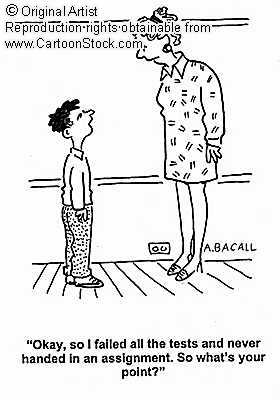 © Original Artist
Reproduction rights obtainable from
www.CartoonStock.com
A.BACALL
"Okay, so I failed all the tests and never
handed in an assignment. So what's your
point?"